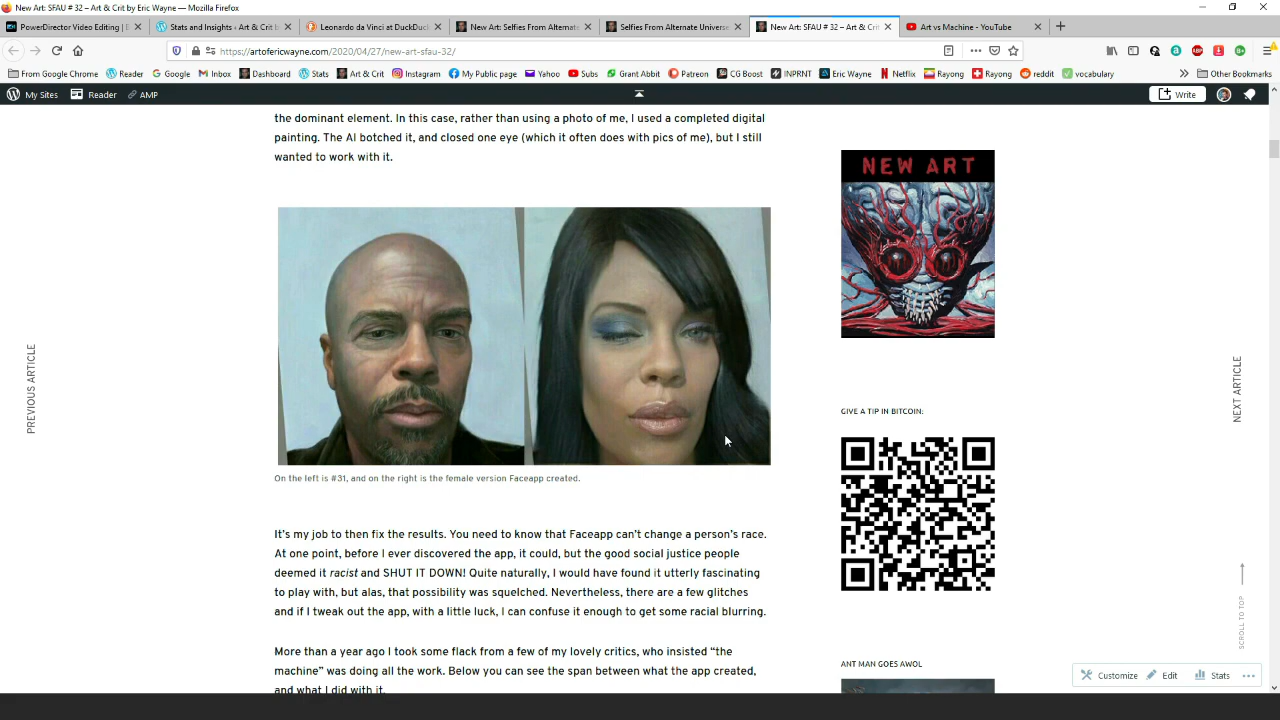 New Art: SFAU # 32 – Art & Crit by Eric Wayne - Mozilla Firefox
PowerDirector Video Editing |
Stats and Insights ‹ Art & Crit b
Leonardo da Vinci at DuckDuck
New Art: Selfies From Alternate
Selfies From Alternate Universe
New Art: SFAU # 32 – Art & Crit
Art vs Machine - YouTube
https://artofericwayne.com/2020/04/27/new-art-sfau-32/
From Google Chrome
Reader
Google
Inbox
Dashboard
Stats
Art & Crit
Instagram
My Public page
Yahoo
Subs
Grant Abbit
Patreon
CG Boost
INPRNT
Eric Wayne
Netflix
Rayong
Rayong
reddit
vocabulary
Other Bookmarks
My Sites
Reader
AMP
Write
the dominant element. In this case, rather than using a photo of me, I used a completed digital
painting. The AI botched it, and closed one eye (which it often does with pics of me), but I still
wanted to work with it.
NEW ART
PREVIOUS ARTICLE
NEXT ARTICLE
GIVE A TIP IN BITCOIN:
On the left is #31, and on the right is the female version Faceapp created.
It's my job to then fix the results. You need to know that Faceapp can't change a person's race.
At one point, before I ever discovered the app, it could, but the good social justice people
deemed it racist and SHUT IT DOWN! Quite naturally, I would have found it utterly fascinating
to play with, but alas, that possibility was squelched. Nevertheless, there are a few glitches
and if I tweak out the app, with a little luck, I can confuse it enough to get some racial blurring.
SCROLL TO TOP
More than a year ago I took some flack from a few of my lovely critics, who insisted "the
machine" was doing all the work. Below you can see the span between what the app created,
and what I did with it.
ANT MAN GOES AWOL
Customize
Edit
Stats